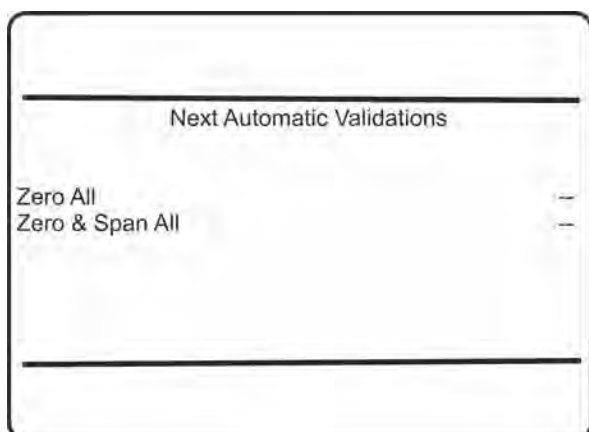 Next Automatic Validations
Zero All –
Zero & Span All –